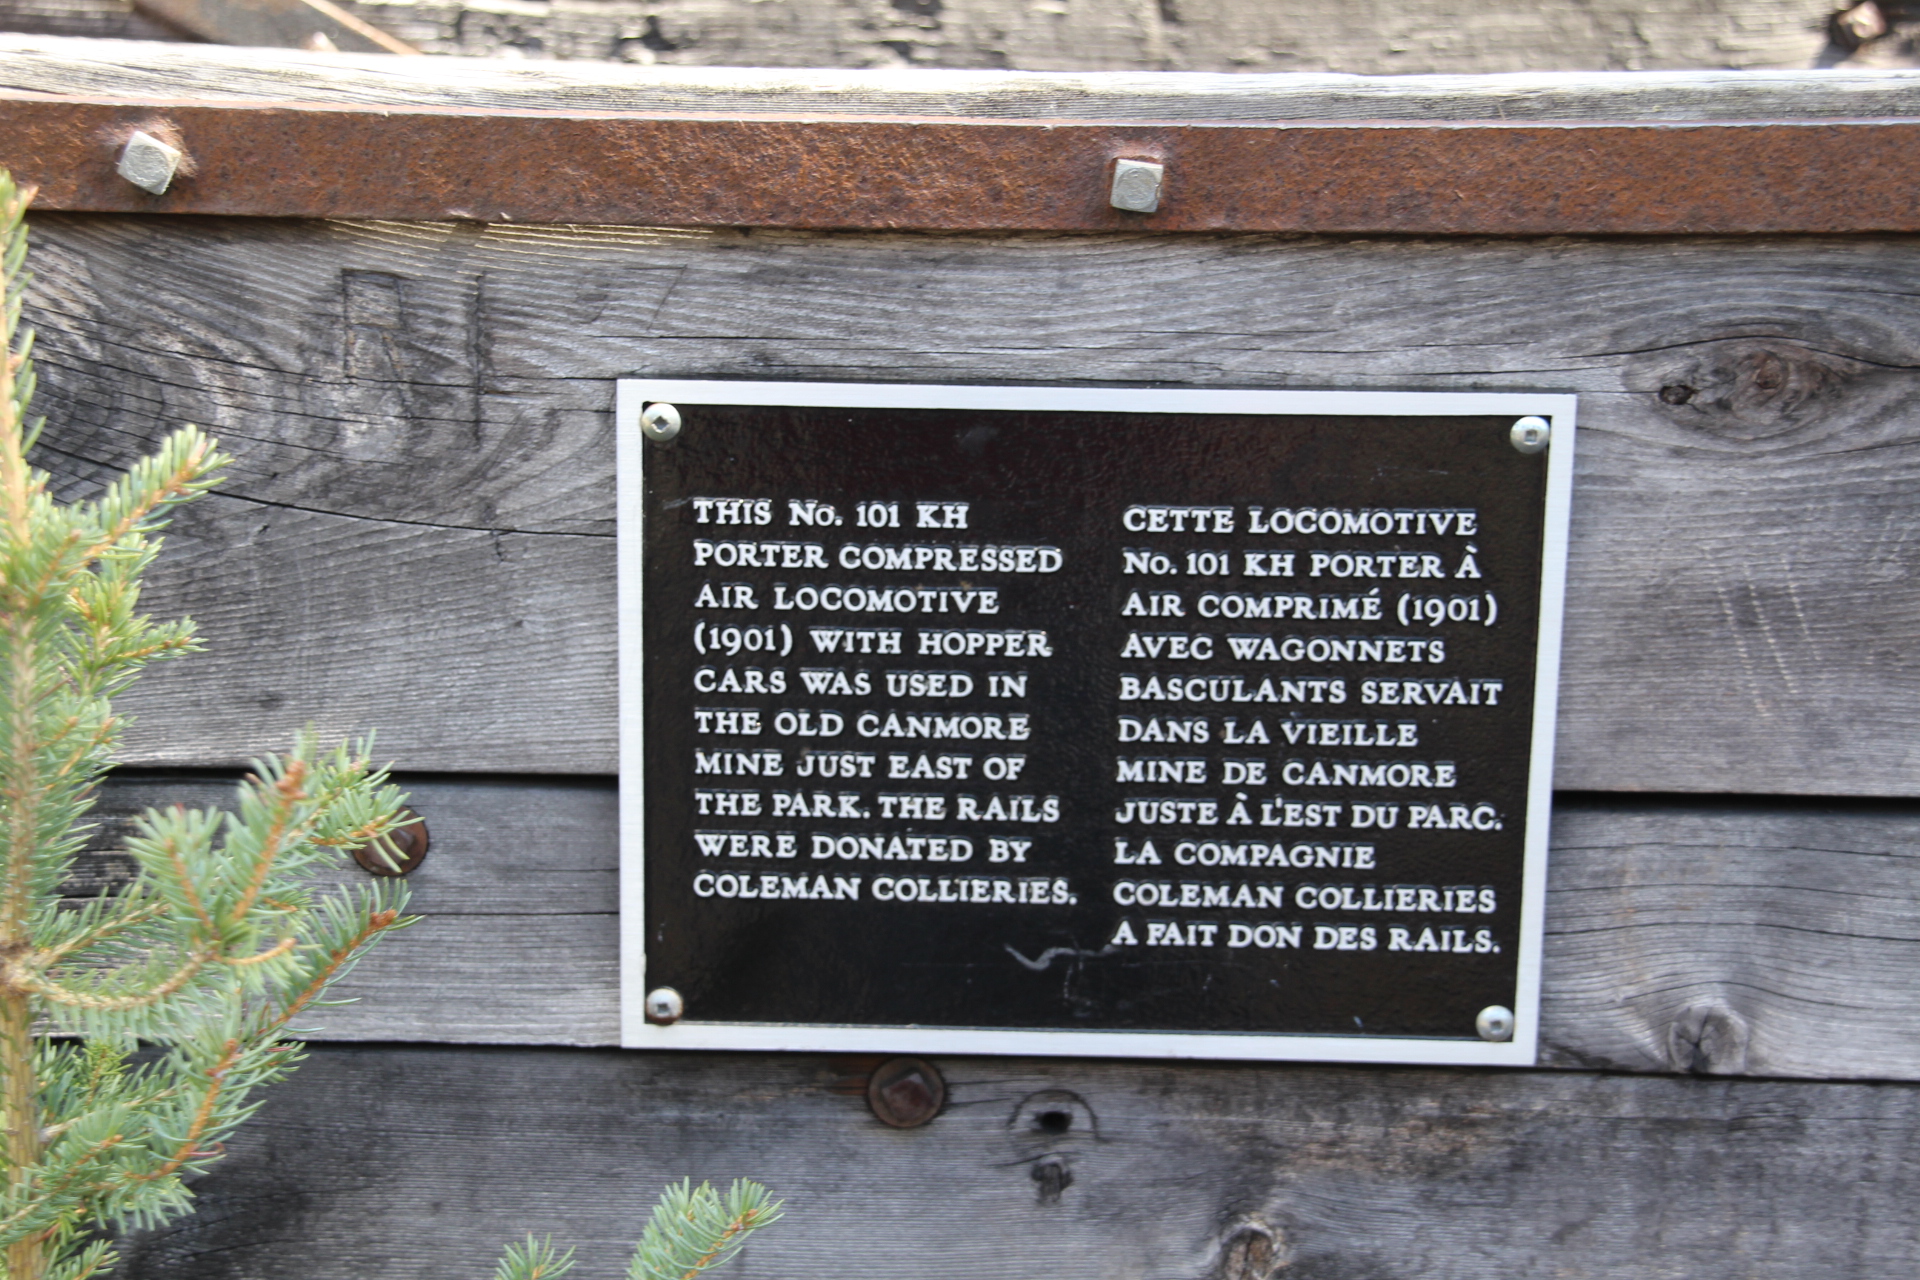 THIS No. 101 KH
PORTER COMPRESSED
AIR LOCOMOTIVE
(1901) WITH HOPPER
CARS WAS USED IN
THE OLD CANMORE
MINE JUST EAST OF
THE PARK. THE RAILS
WERE DONATED BY
COLEMAN COLLIERIES.
CETTE LOCOMOTIVE
No. 101 KH PORTER À
AIR COMPRIMÉ (1901)
AVEC WAGONNETS
BASCULANTS SERVAIT
DANS LA VIEILLE
MINE DE CANMORE
JUSTE À L'EST DU PARC.
LA COMPAGNIE
COLEMAN COLLIERIES
A FAIT DON DES RAILS.